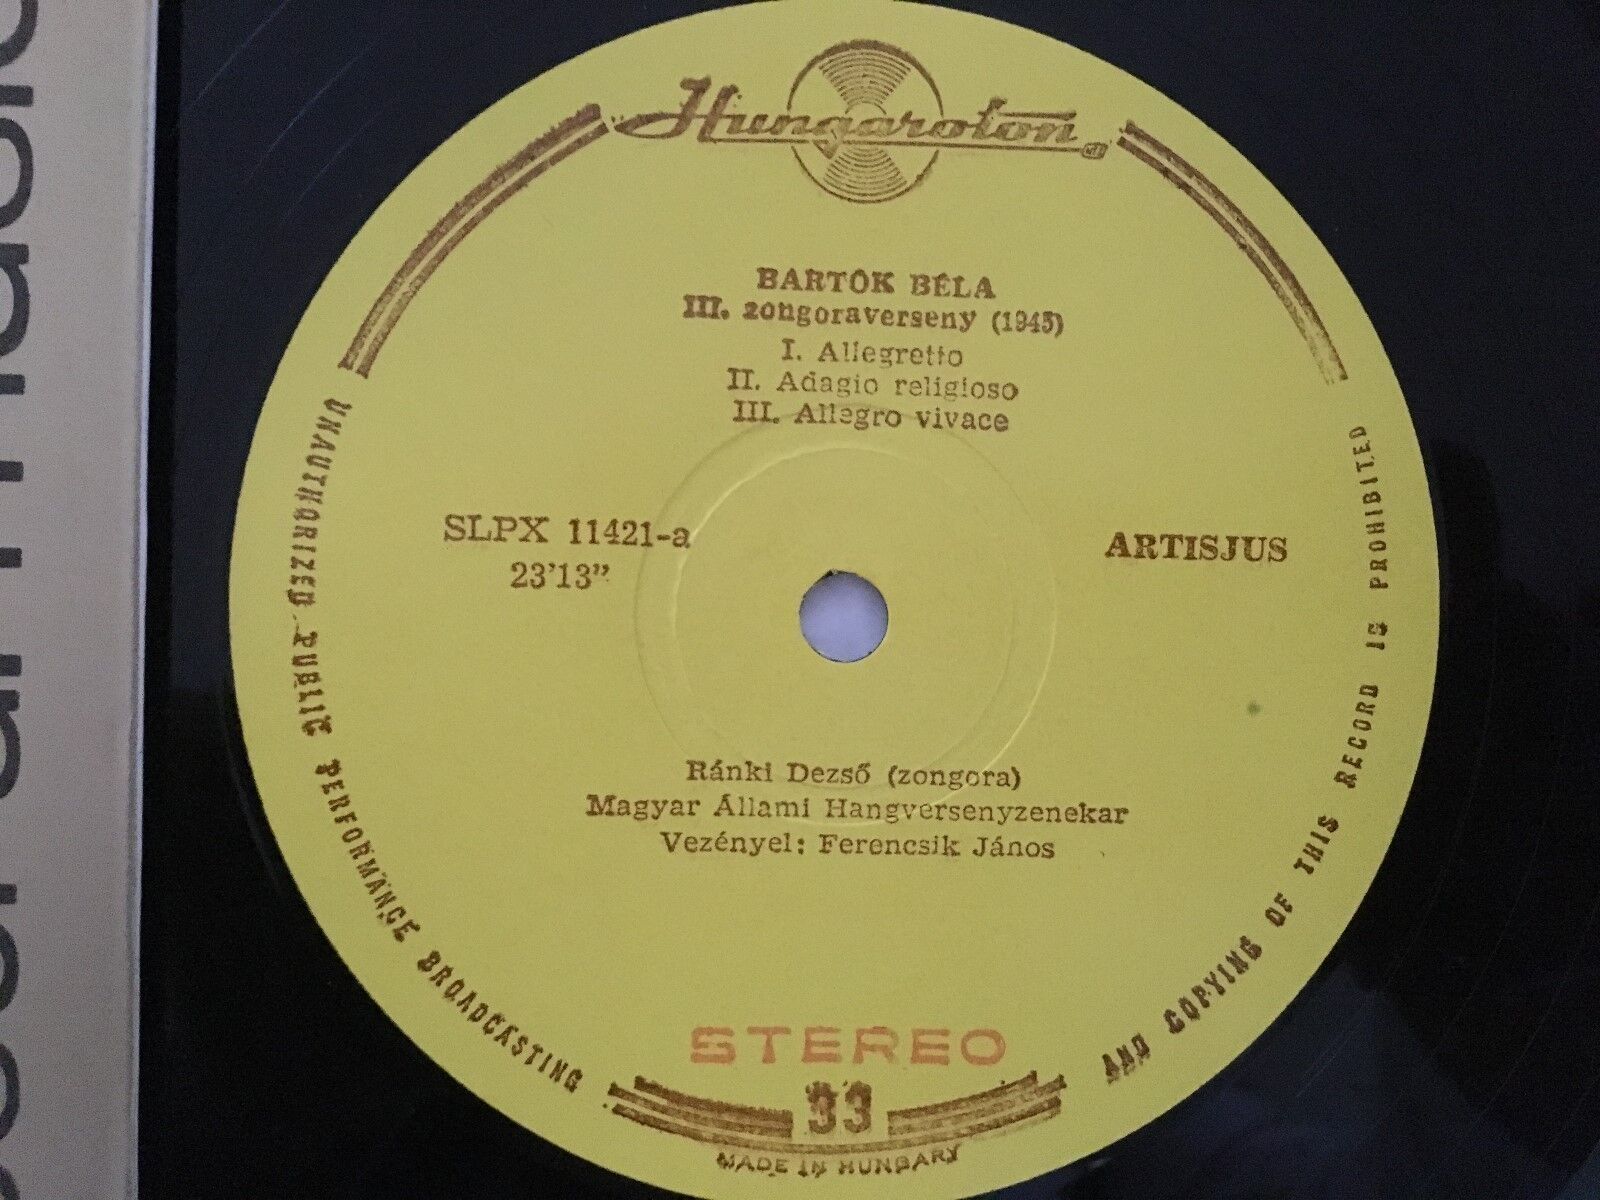 Hungaroton
BARTÓK BÉLA
III. zongoraverseny (1945)
I. Allegretto
II. Adagio religioso
III. Allegro vivace
SLPX 11421-a
23'13"
ARTISJUS
Ránki Dezső (zongora)
Magyar Állami Hangversenyzenekar
Vezényel: Ferencsik János
STEREO
33
MADE IN HUNGARY
UNAUTHORIZED PUBLIC PERFORMANCE BROADCASTING
AND COPYING OF THIS RECORD IS PROHIBITED